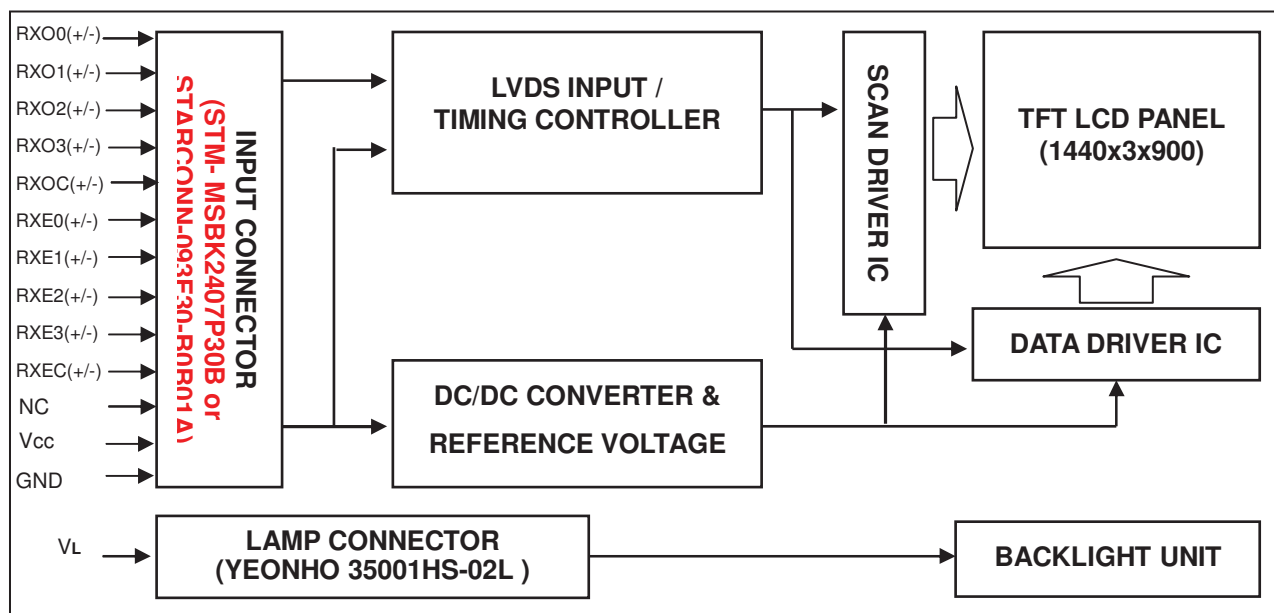 RXO0(+/-)
RXO1(+/-)
RXO2(+/-)
RXO3(+/-)
RXOC(+/-)
RXE0(+/-)
RXE1(+/-)
RXE2(+/-)
RXE3(+/-)
RXEC(+/-)
NC
Vcc
GND
VL
INPUT CONNECTOR
(STM- MSBK2407P30B or
STARCONN-093F30-B0B01A)
LVDS INPUT /
TIMING CONTROLLER
DC/DC CONVERTER &
REFERENCE VOLTAGE
SCAN DRIVER IC
TFT LCD PANEL
(1440x3x900)
DATA DRIVER IC
LAMP CONNECTOR
(YEONHO 35001HS-02L )
BACKLIGHT UNIT